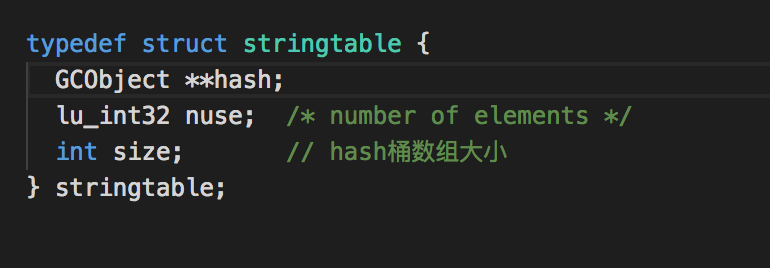 typedef struct stringtable {
  GCObject **hash;
  lu_int32 nuse;  /* number of elements */
  int size;       // hash桶数组大小
} stringtable;